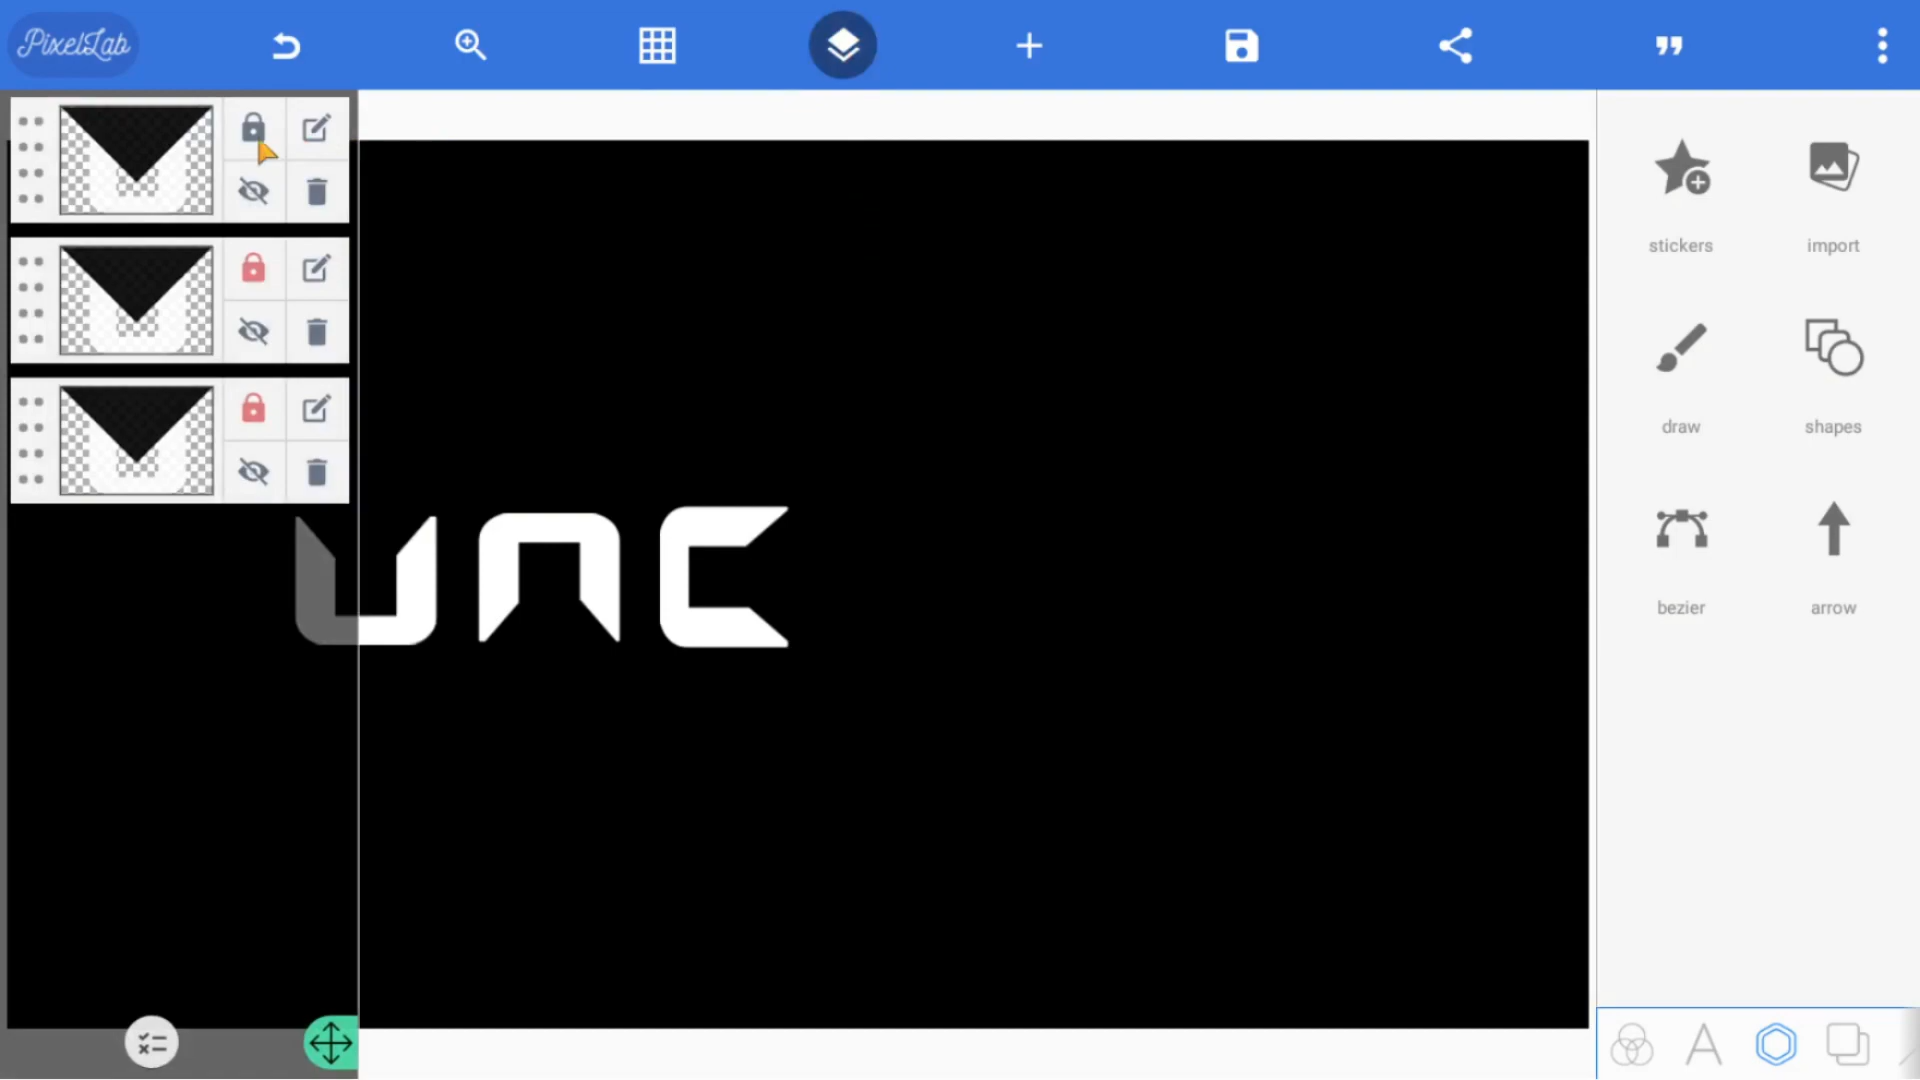 PixelLab
stickers
import
draw
shapes
bezier
arrow